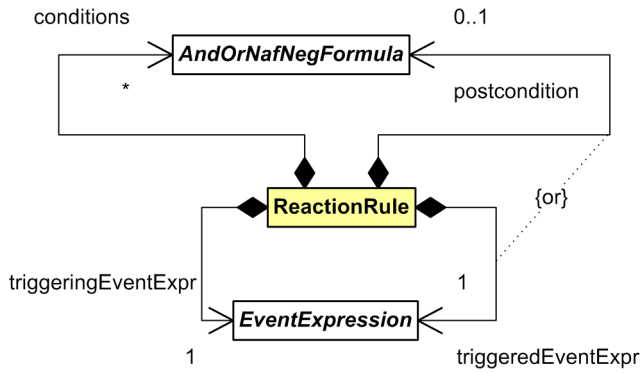 conditions
0..1
AndOrNafNegFormula
*
postcondition
ReactionRule
{or}
triggeringEventExpr
1
EventExpression
1
triggeredEventExpr